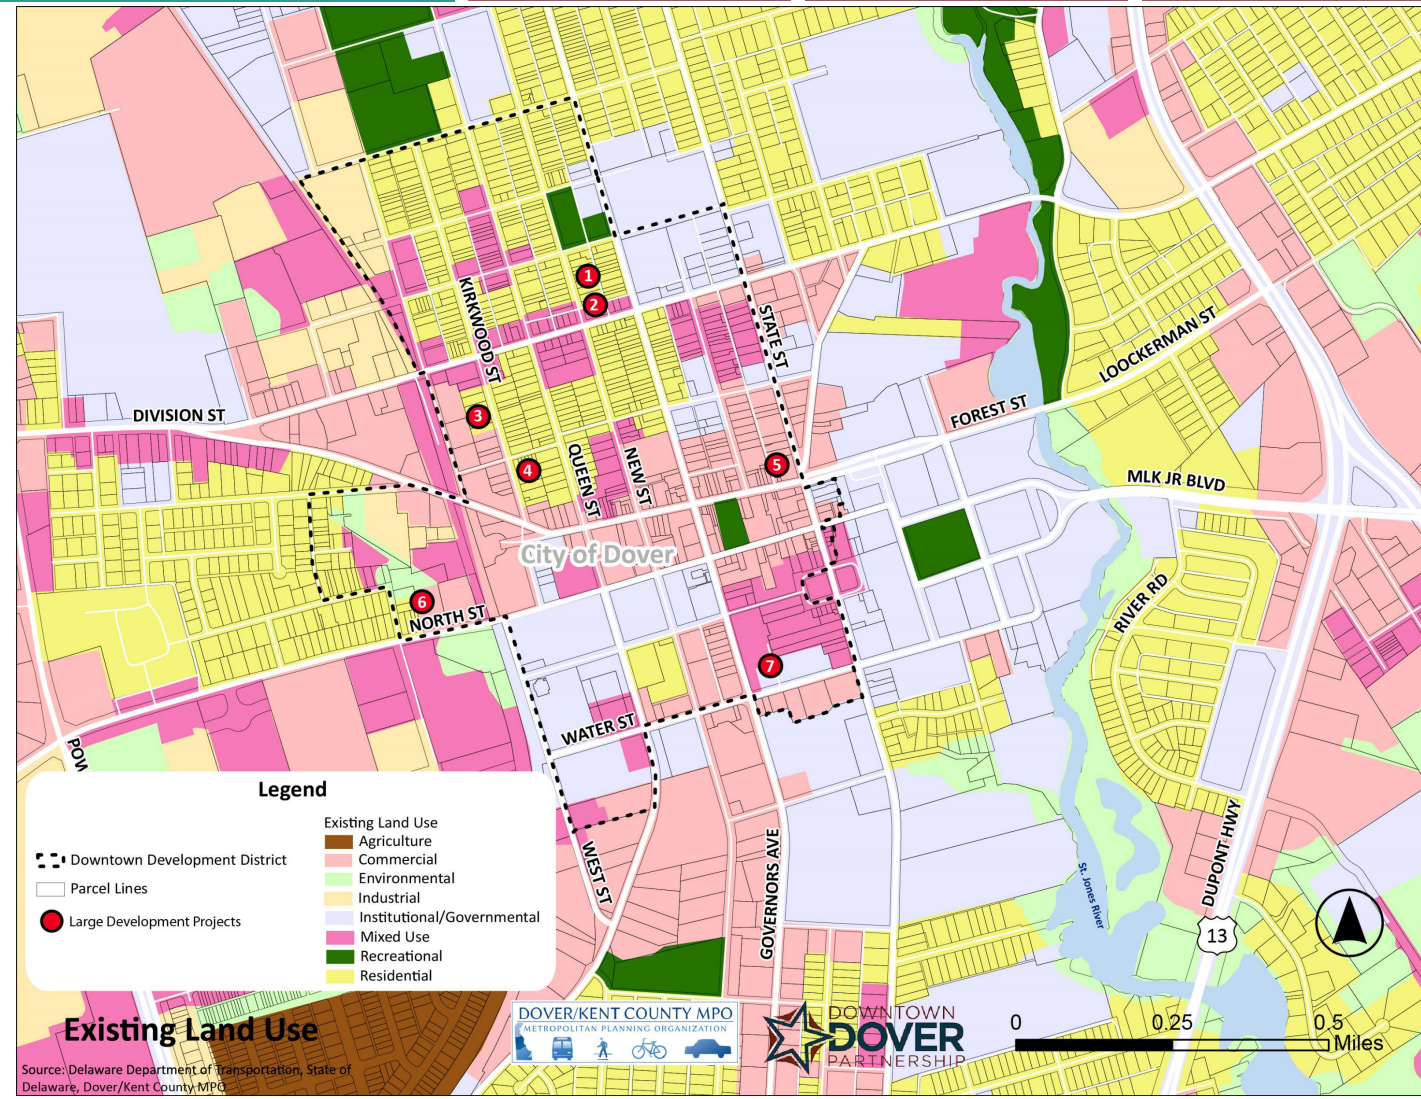 1
2
KIRKWOOD ST
STATE ST
LOOCKERMAN ST
DIVISION ST
3
FOREST ST
4
QUEEN ST
NEW ST
5
MLK JR BLVD
City of Dover
6
NORTH ST
RIVER RD
7
WATER ST
POW
Legend
Downtown Development District
Parcel Lines
Large Development Projects
Existing Land Use
Agriculture
Commercial
Environmental
Industrial
Institutional/Governmental
Mixed Use
Recreational
Residential
WEST ST
GOVERNORS AVE
DUPONT HWY
St. Jones River
13
Existing Land Use
Source: Delaware Department of Transportation, State of
Delaware, Dover/Kent County MPO
DOVER/KENT COUNTY MPO
METROPOLITAN PLANNING ORGANIZATION
DOWNTOWN
DOVER
PARTNERSHIP
0 0.25 0.5
Miles